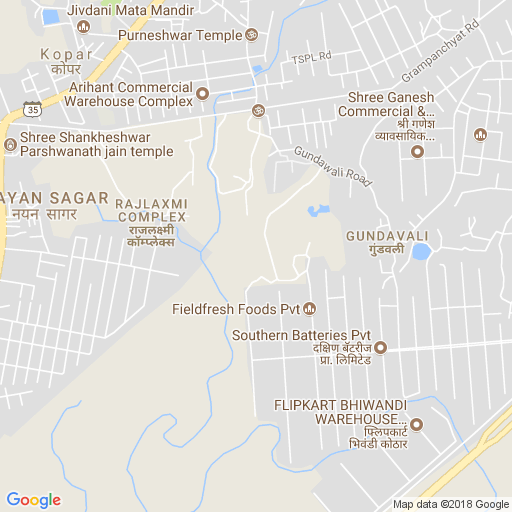 Jivdani Mata Mandir
Purneshwar Temple
TSPL Rd
Grampanchyat Rd
Kopar
कोपर
Arihant Commercial
Warehouse Complex
35
Shree Ganesh
Commercial &...
श्री गणेश
व्यावसायिक...
Shree Shankheshwar
Parshwanath jain temple
Gundawali Road
AYAN SAGAR
नयन सागर
RAJLAXMI
COMPLEX
राजलक्ष्मी
कॉम्प्लेक्स
GUNDAVALI
गुंडवली
Fieldfresh Foods Pvt
Southern Batteries Pvt
दक्षिण बॅटरीज
प्रा. लिमिटेड
FLIPKART BHIWANDI
WAREHOUSE...
फ्लिपकार्ट
भिवंडी कोठार
Google
Map data ©2018 Google